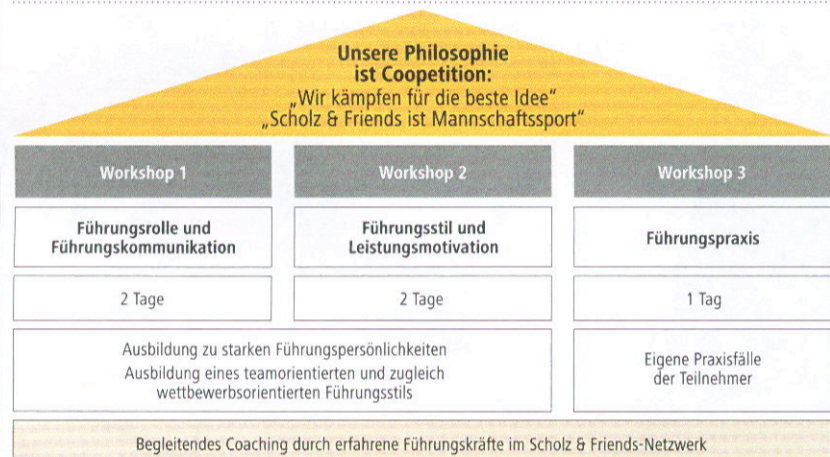 Unsere Philosophie
ist Coopetition:
„Wir kämpfen für die beste Idee“
„Scholz & Friends ist Mannschaftssport“
Workshop 1
Workshop 2
Workshop 3
Führungsrolle und
Führungskommunikation
Führungsstil und
Leistungsmotivation
Führungspraxis
2 Tage
2 Tage
1 Tag
Ausbildung zu starken Führungspersönlichkeiten
Ausbildung eines teamorientierten und zugleich
wettbewerbsorientierten Führungsstils
Eigene Praxisfälle
der Teilnehmer
Begleitendes Coaching durch erfahrene Führungskräfte im Scholz & Friends-Netzwerk